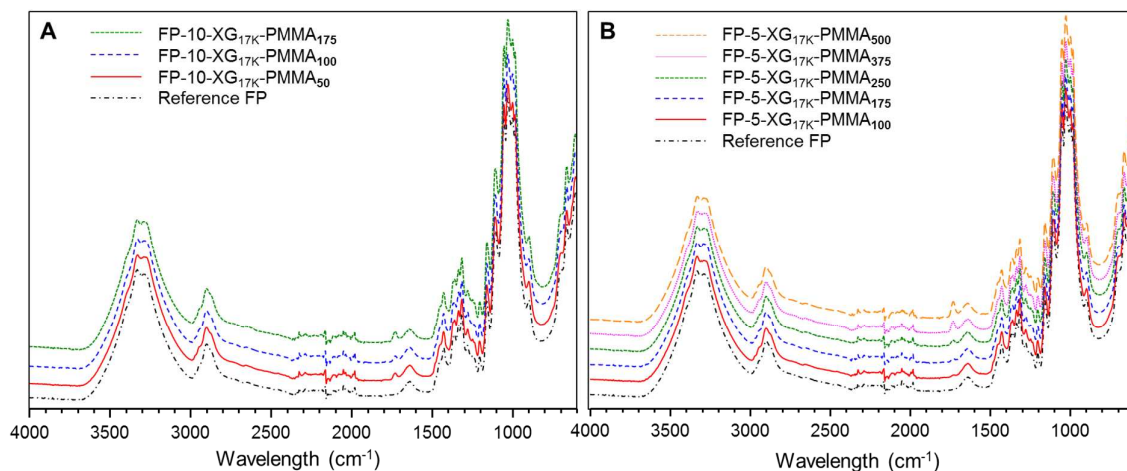 A
FP-10-XG17K-PMMA175
FP-10-XG17K-PMMA100
FP-10-XG17K-PMMA50
Reference FP
4000 3500 3000 2500 2000 1500 1000
Wavelength (cm-1)
B
FP-5-XG17K-PMMA500
FP-5-XG17K-PMMA375
FP-5-XG17K-PMMA250
FP-5-XG17K-PMMA175
FP-5-XG17K-PMMA100
Reference FP
4000 3500 3000 2500 2000 1500 1000
Wavelength (cm-1)